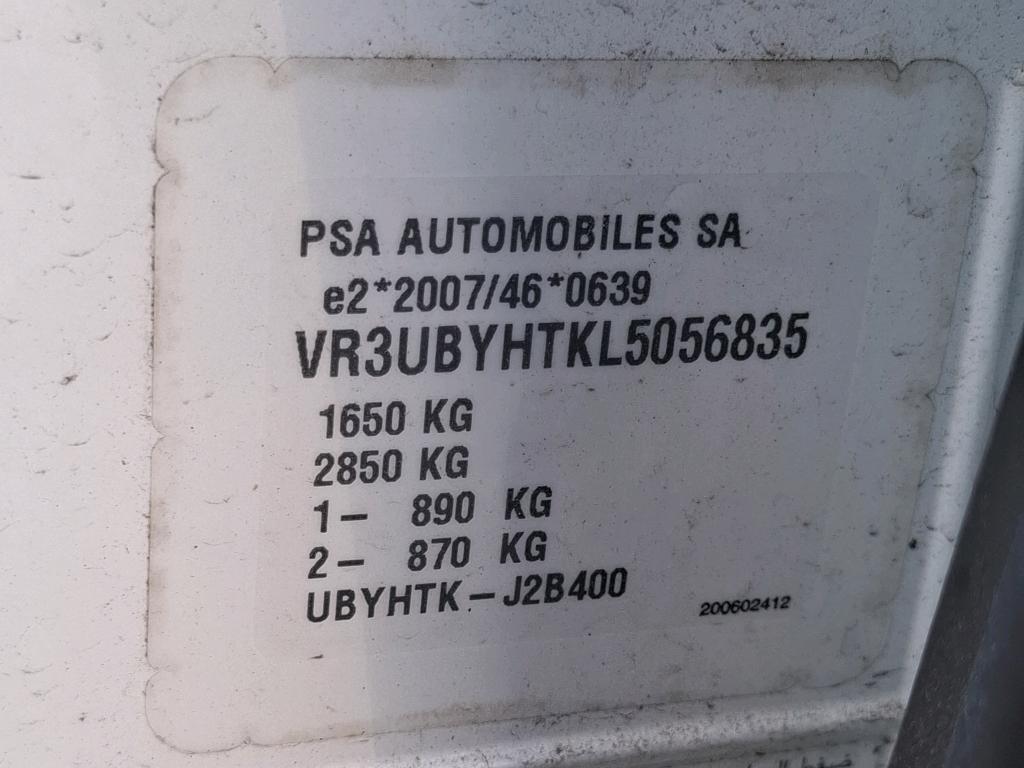 PSA AUTOMOBILES SA
e2*2007/46*0639
VR3UBYHTKL5056835
1650 KG
2850 KG
1- 890 KG
2- 870 KG
UBYHTK-J2B400
200602412